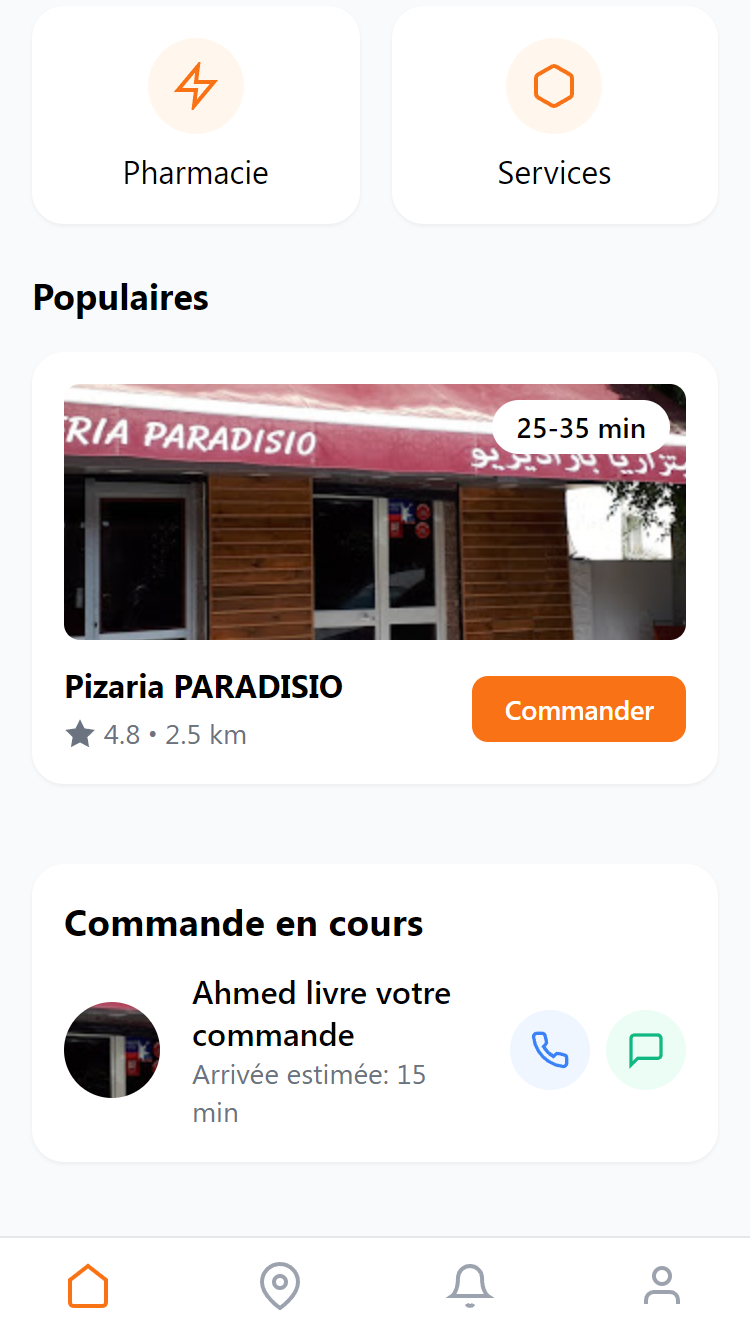 Pharmacie
Services
Populaires
25-35 min
RIA PARADISIO
Pizaria PARADISIO
4.8 • 2.5 km
Commander
Commande en cours
Ahmed livre votre
commande
Arrivée estimée: 15
min